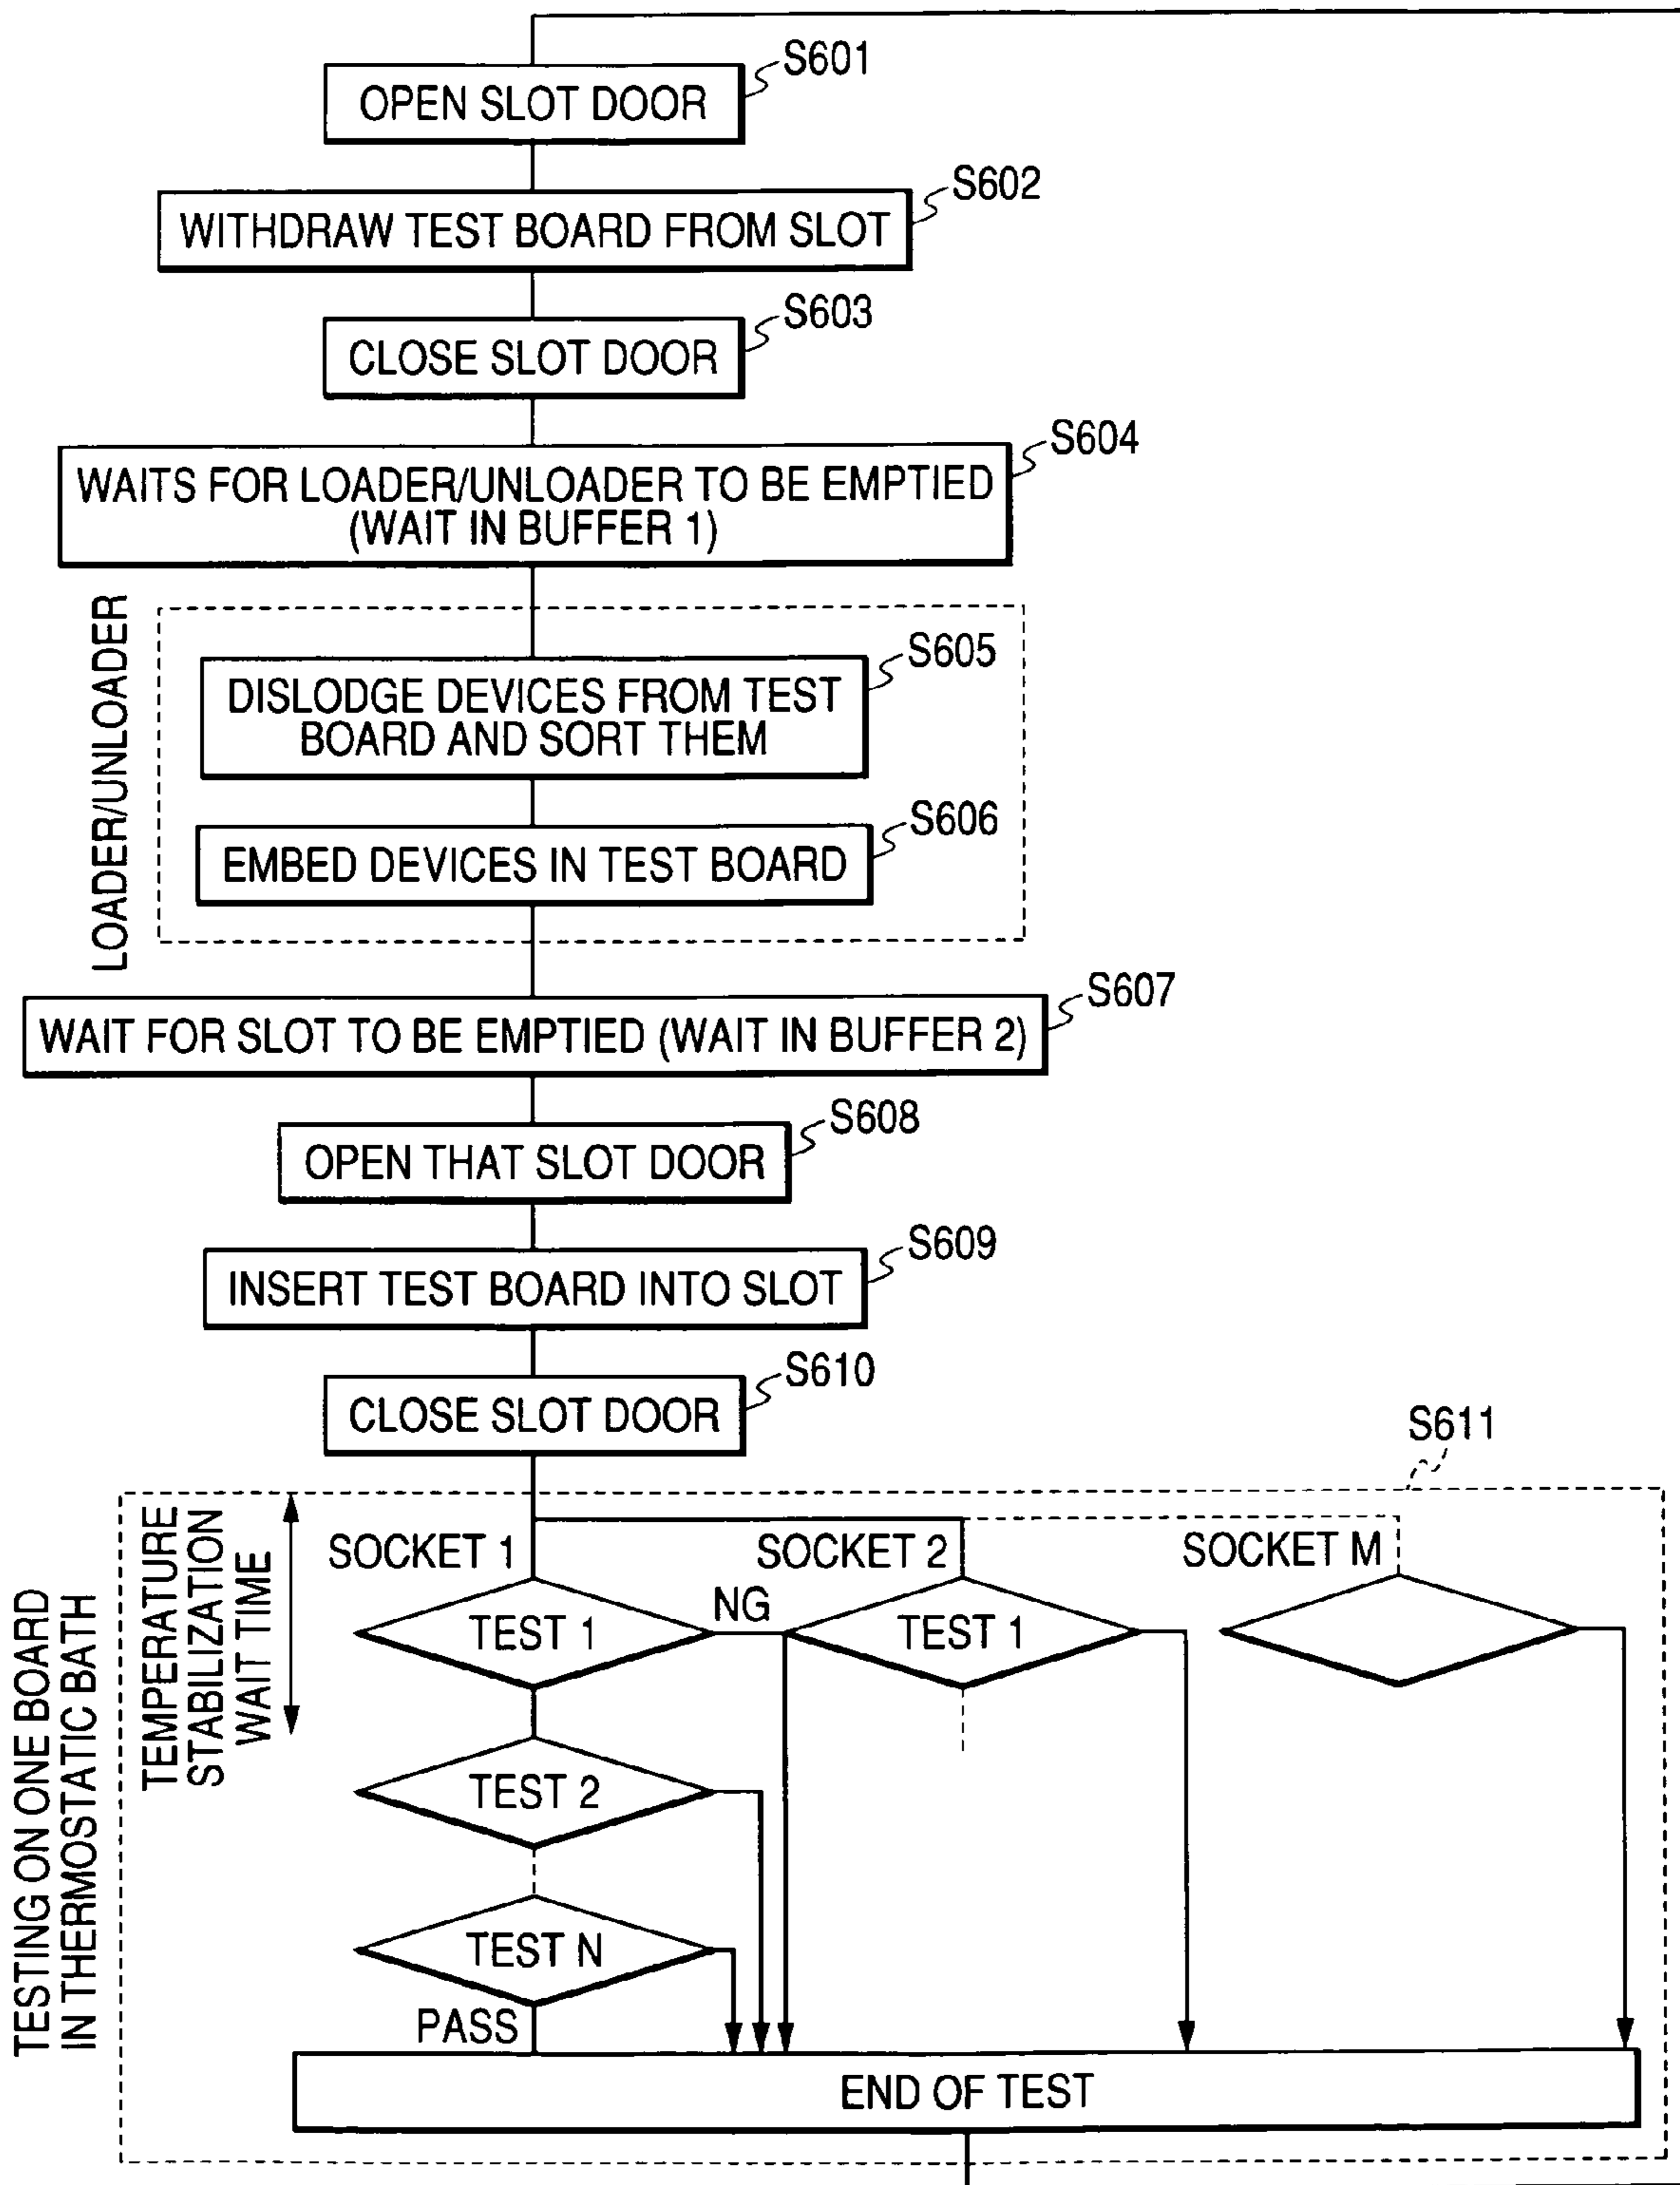 S601
OPEN SLOT DOOR
S602
WITHDRAW TEST BOARD FROM SLOT
S603
CLOSE SLOT DOOR
S604
WAITS FOR LOADER/UNLOADER TO BE EMPTIED
(WAIT IN BUFFER 1)
LOADER/UNLOADER
S605
DISLODGE DEVICES FROM TEST
BOARD AND SORT THEM
S606
EMBED DEVICES IN TEST BOARD
S607
WAIT FOR SLOT TO BE EMPTIED (WAIT IN BUFFER 2)
S608
OPEN THAT SLOT DOOR
S609
INSERT TEST BOARD INTO SLOT
S610
CLOSE SLOT DOOR
S611
TESTING ON ONE BOARD
IN THERMOSTATIC BATH
TEMPERATURE
STABILIZATION
WAIT TIME
SOCKET 1
SOCKET 2
SOCKET M
TEST 1
NG
TEST 1
TEST 2
TEST N
PASS
END OF TEST